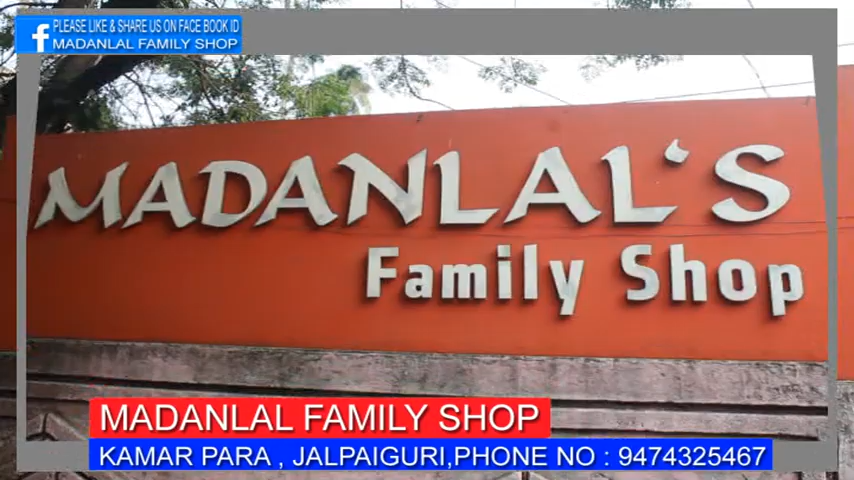 PLEASE LIKE & SHARE US ON FACE BOOK ID
MADANLAL FAMILY SHOP
MADANLAL'S
Family Shop
MADANLAL FAMILY SHOP
KAMAR PARA , JALPAIGURI,PHONE NO : 9474325467